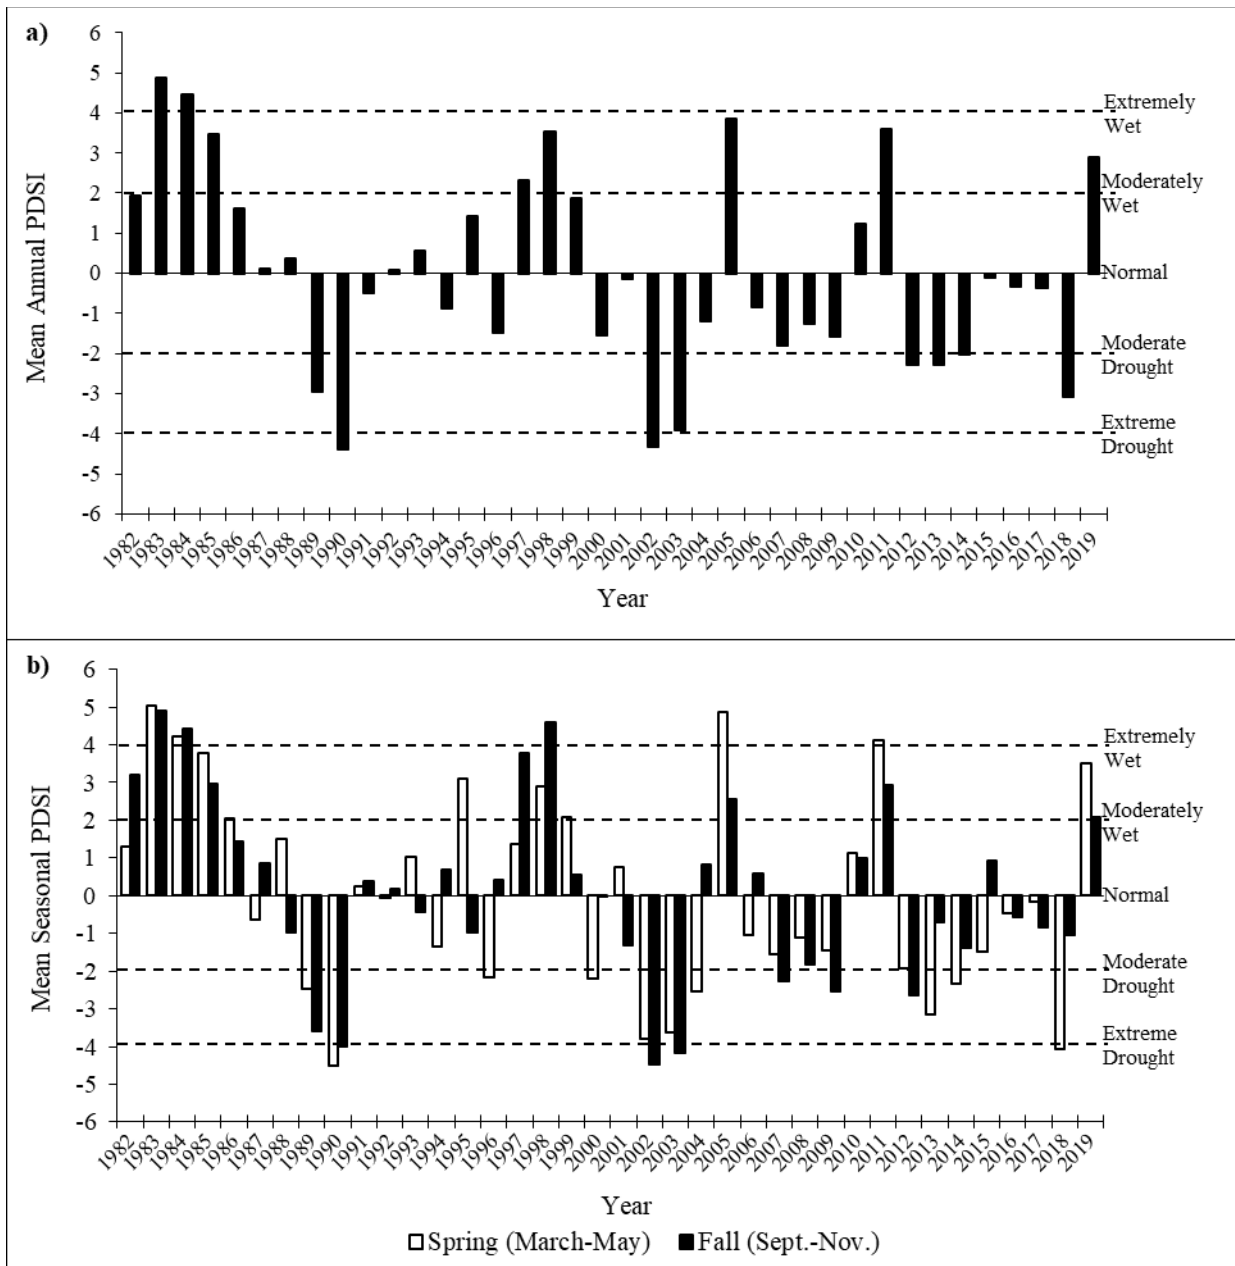 a)
6
5
4
3
2
1
0
-1
-2
-3
-4
-5
-6
Mean Annual PDSI
Extremely
Wet
Moderately
Wet
Normal
Moderate
Drought
Extreme
Drought
1982 1983 1984 1985 1986 1987 1988 1989 1990 1991 1992 1993 1994 1995 1996 1997 1998 1999 2000 2001 2002 2003 2004 2005 2006 2007 2008 2009 2010 2011 2012 2013 2014 2015 2016 2017 2018 2019
Year
b)
6
5
4
3
2
1
0
-1
-2
-3
-4
-5
-6
Mean Seasonal PDSI
Extremely
Wet
Moderately
Wet
Normal
Moderate
Drought
Extreme
Drought
1982 1983 1984 1985 1986 1987 1988 1989 1990 1991 1992 1993 1994 1995 1996 1997 1998 1999 2000 2001 2002 2003 2004 2005 2006 2007 2008 2009 2010 2011 2012 2013 2014 2015 2016 2017 2018 2019
Year
Spring (March-May) Fall (Sept.-Nov.)